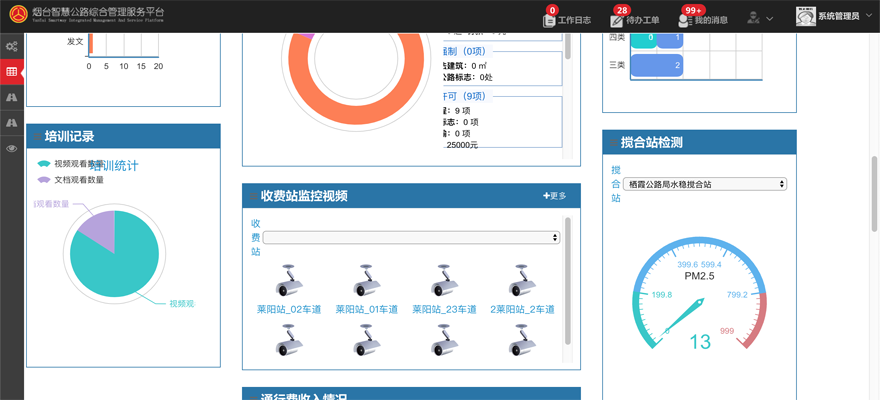 烟台智慧公路综合管理服务平台
YanTai Smartway Integrated Management And Service Platform
0
工作日志
28
待办工单
99+
我的消息
系统管理员
发文
0 5 10 15 20
强制（0项）
建筑：0 ㎡
公路标志：0处
许可（9项）
：9 项
标志：0 项
：0 项
.25000元
四类
0
1
三类
2
培训记录
视频观看数量
培训统计
文档观看数量
观看数量
视频观
收费站监控视频
+更多
收费站
莱阳站_02车道
莱阳站_01车道
莱阳站_23车道
2莱阳站_2车道
通行费收入情况
搅合站检测
搅合站
栖霞公路局水稳搅合站
399.6
599.4
PM2.5
199.8
799.2
0
999
13